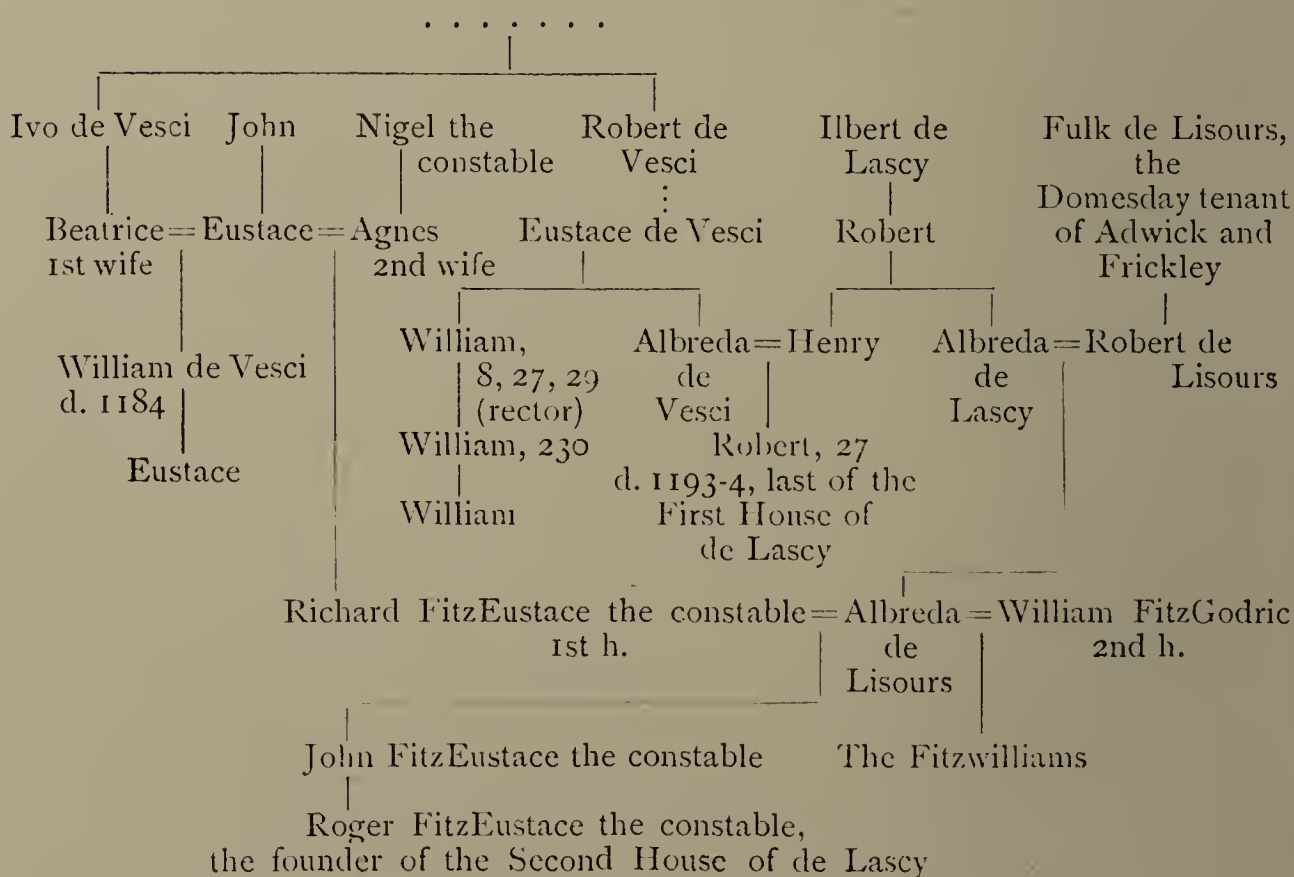 . . . . . . .
Ivo de Vesci John Nigel the Robert de Ilbert de Fulk de Lisours,
constable Vesci Lascy the
Domesday tenant
Beatrice = Eustace = Agnes Eustace de Vesci Robert of Adwick and
1st wife 2nd wife Frickley
William, Albreda = Henry Albreda = Robert de
William de Vesci 8, 27, 29 de de Lisours
d. 1184 (rector) Vesci Lascy
Eustace William, 230 Robert, 27
d. 1193-4, last of the
William First House of
de Lascy
Richard FitzEustace the constable = Albreda = William FitzGodric
1st h. de 2nd h.
Lisours
John FitzEustace the constable The Fitzwilliams
Roger FitzEustace the constable,
the founder of the Second House of de Lascy